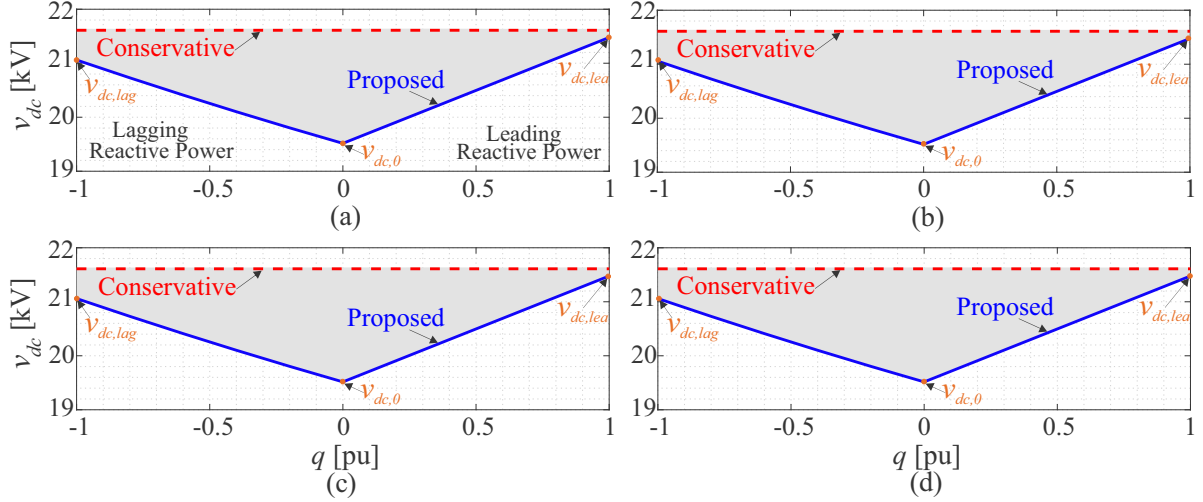 22
Conservative
21
v_dc,lag
Proposed
v_dc,lea
v_dc [kV]
20
Lagging
Reactive Power
Leading
Reactive Power
v_dc,0
19
-1 -0.5 0 0.5 1
(a)
22
Conservative
21
v_dc,lag
Proposed
v_dc,lea
20
v_dc,0
19
-1 -0.5 0 0.5 1
(b)
22
Conservative
21
v_dc,lag
Proposed
v_dc,lea
v_dc [kV]
20
v_dc,0
19
-1 -0.5 0 0.5 1
q [pu]
(c)
22
Conservative
21
v_dc,lag
Proposed
v_dc,lea
20
v_dc,0
19
-1 -0.5 0 0.5 1
q [pu]
(d)